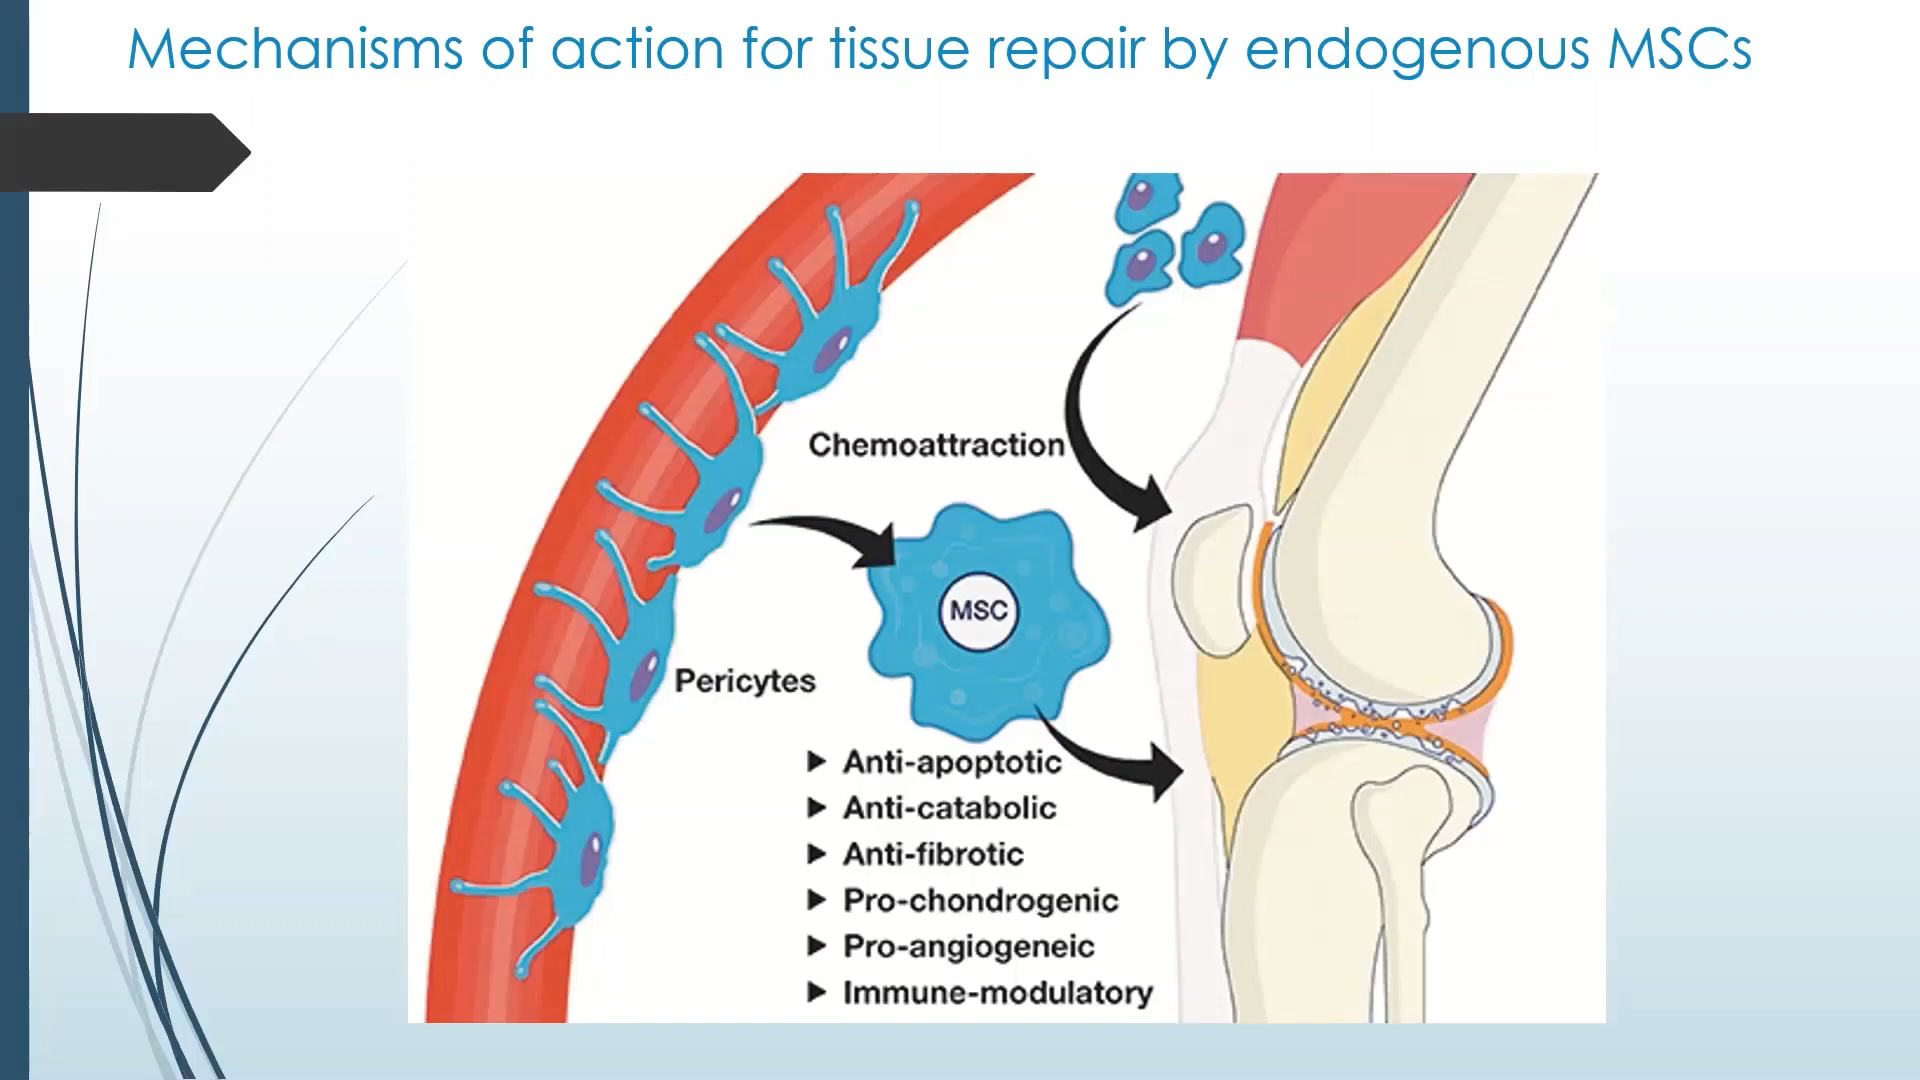 Mechanisms of action for tissue repair by endogenous MSCs
Chemoattraction
MSC
Pericytes
Anti-apoptotic
Anti-catabolic
Anti-fibrotic
Pro-chondrogenic
Pro-angiogeneic
Immune-modulatory